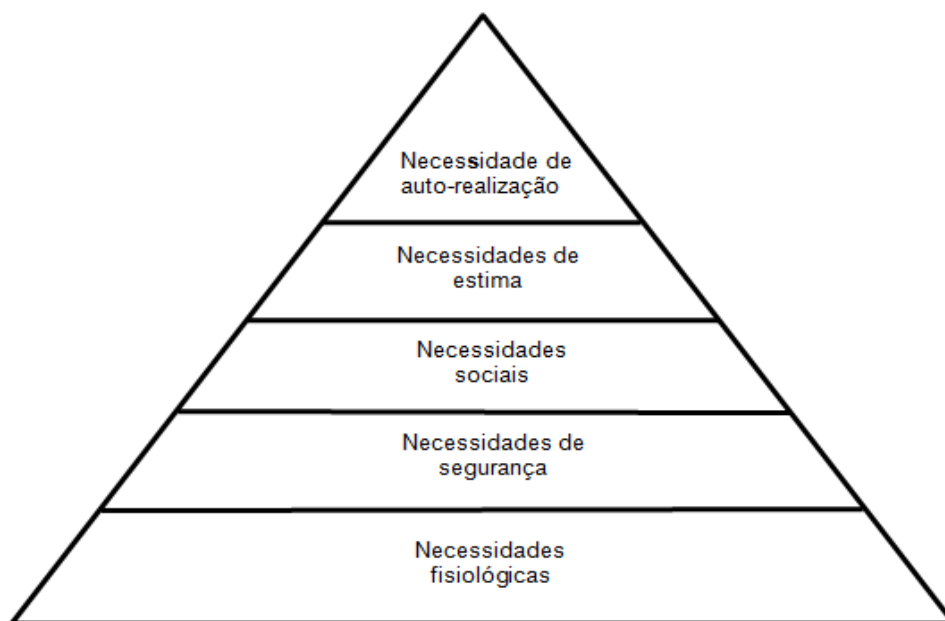 Necessidade de
auto-realização
Necessidades de
estima
Necessidades
sociais
Necessidades de
segurança
Necessidades
fisiológicas